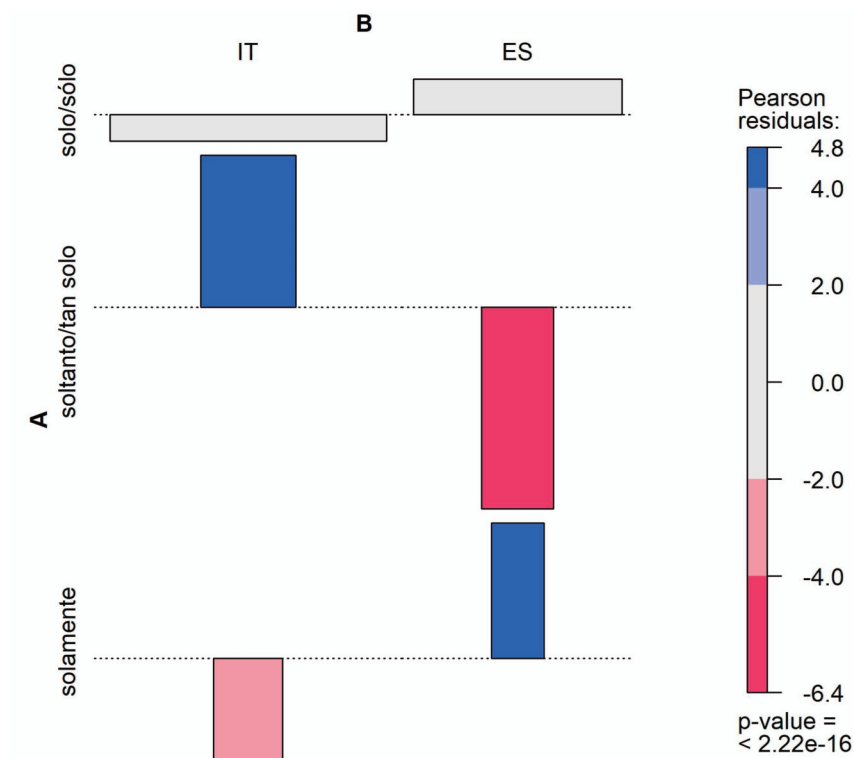 B
IT ES
A
solo/sólo
soltanto/tan solo
solamente
Pearson
residuals:
4.8
4.0
2.0
0.0
-2.0
-4.0
-6.4
p-value =
< 2.22e-16